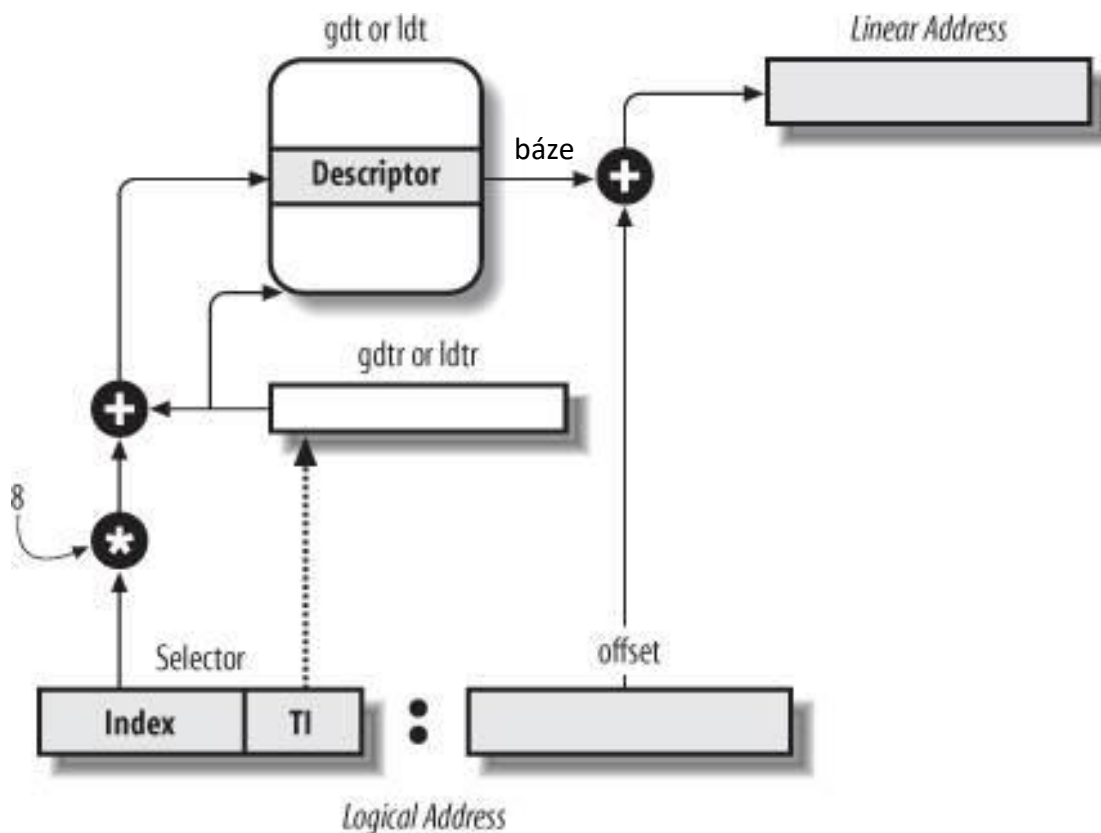 gdt or ldt
Linear Address
báze
Descriptor
+
gdtr or ldtr
+
8
*
Selector
offset
Index
TI
:
Logical Address